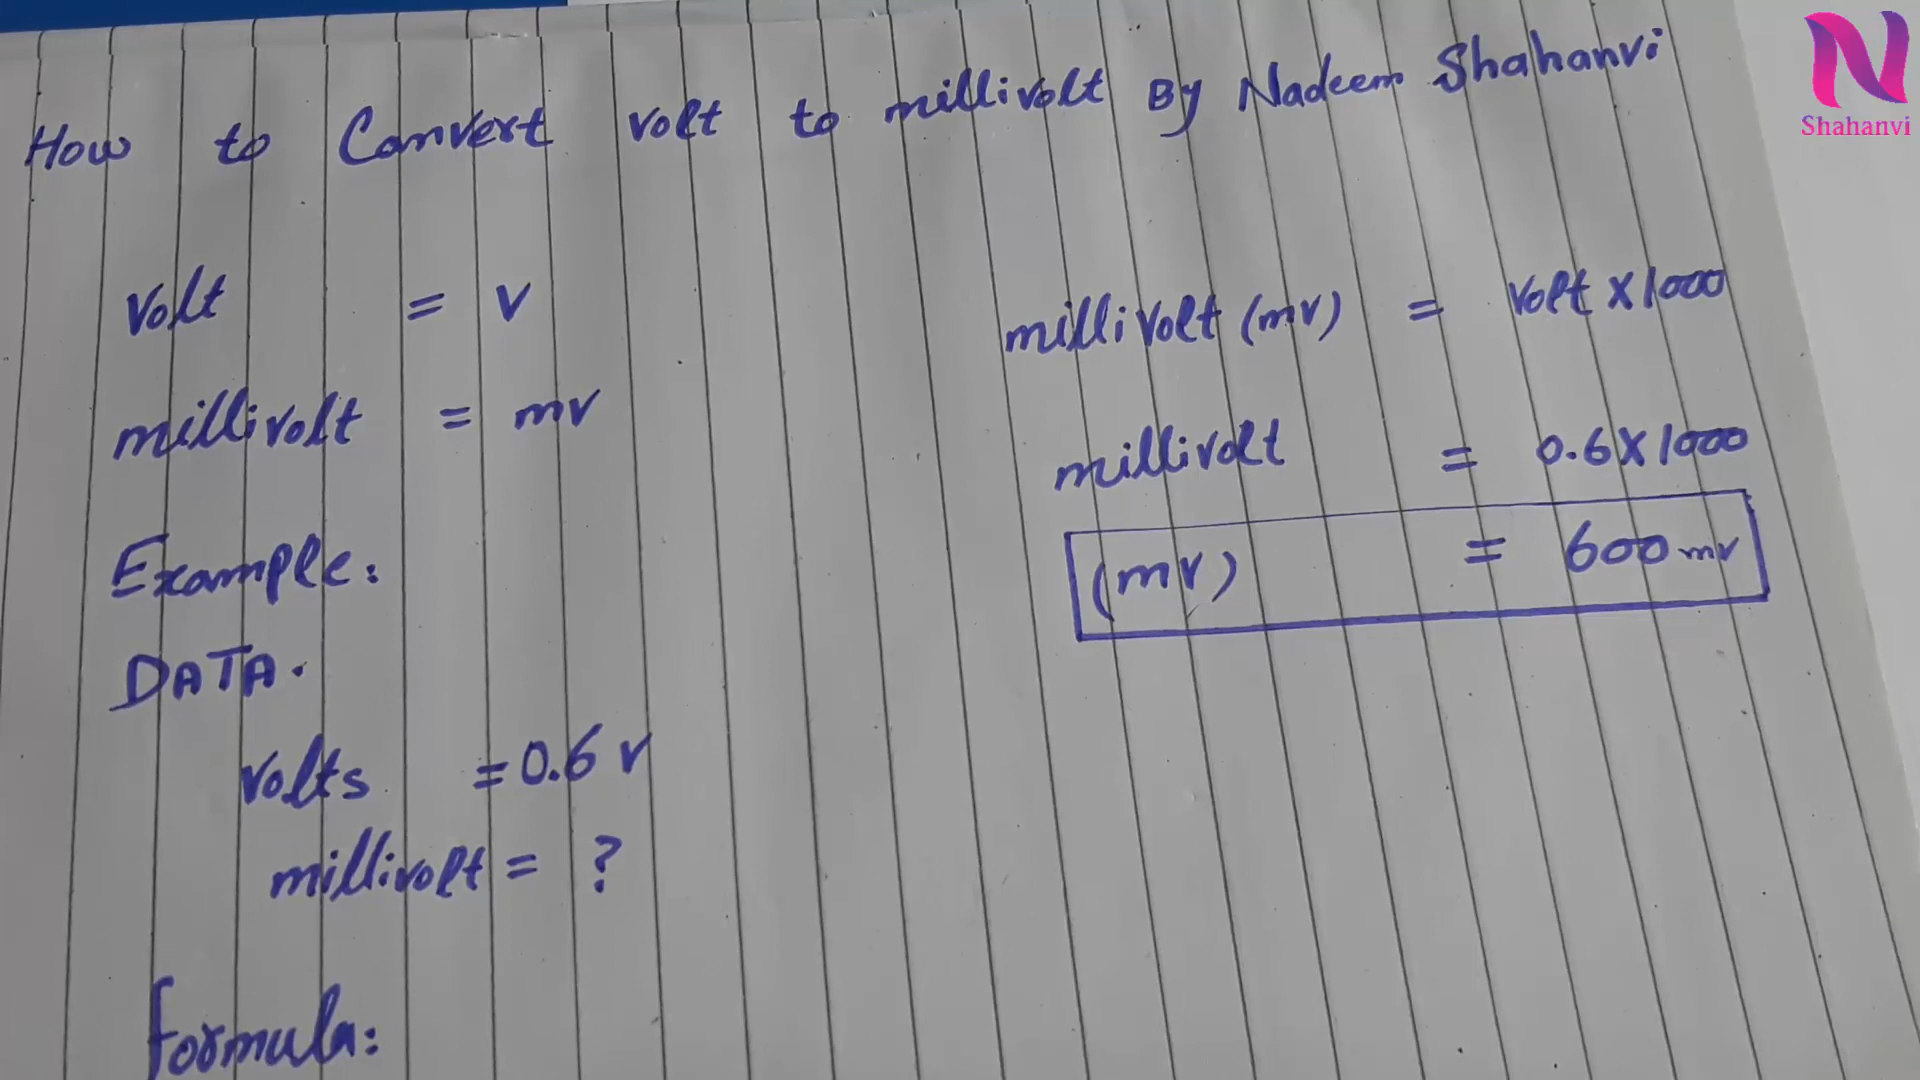 How to Convert volt to millivolt By Nadeem Shahanvi
N
Shahanvi
Volt = V
millivolt = mv
Example:
DATA.
volts = 0.6 v
millivolt = ?
formula:
millivolt (mv) = Volt X 1000
millivolt = 0.6 X 1000
(mv) = 600 mv